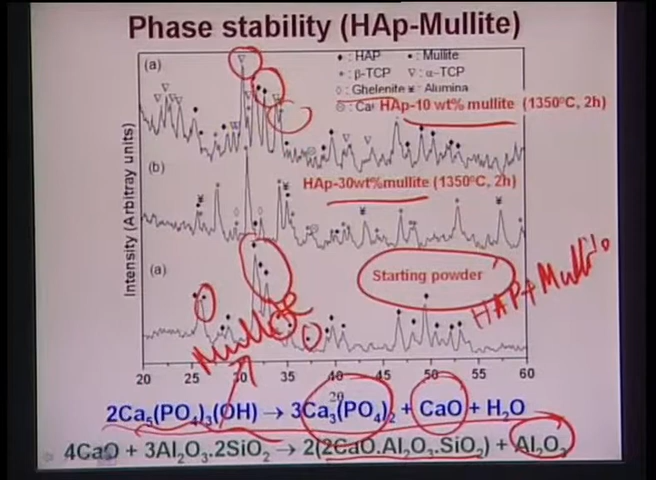 Phase stability (HAp-Mullite)
(a)
♦ : HAP • : Mullite
* : β-TCP ▽ : α-TCP
◊ : Ghelenite ¥ : Alumina
HAp-10 wt% mullite (1350°C, 2h)
(b)
HAp-30wt%mullite (1350°C, 2h)
Intensity (Arbitray units)
(a)
Starting powder
HAP+Mullite
Mullite
20 25 30 35 40 45 50 55 60
2θ
2Ca₅(PO₄)₃(OH) → 3Ca₃(PO₄)₂ + CaO + H₂O
4CaO + 3Al₂O₃.2SiO₂ → 2(2CaO.Al₂O₃.SiO₂) + Al₂O₃